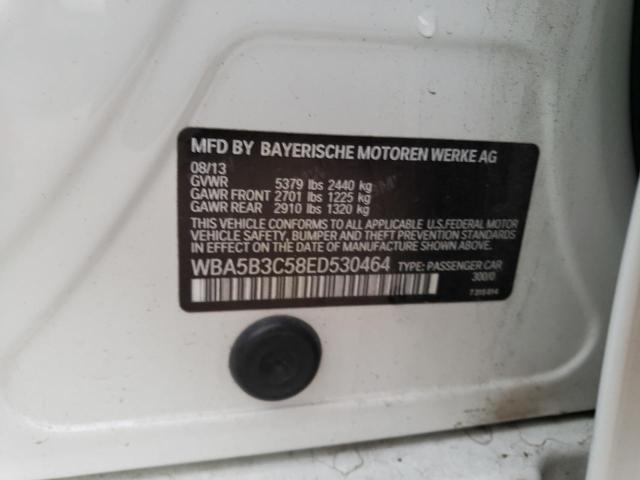 MFD BY BAYERISCHE MOTOREN WERKE AG
08/13
GVWR 5379 lbs 2440 kg
GAWR FRONT 2701 lbs 1225 kg
GAWR REAR 2910 lbs 1320 kg
THIS VEHICLE CONFORMS TO ALL APPLICABLE U.S.FEDERAL MOTOR
VEHICLE SAFETY, BUMPER AND THEFT PREVENTION STANDARDS
IN EFFECT ON THE DATE OF MANUFACTURE SHOWN ABOVE.
WBA5B3C58ED530464 TYPE: PASSENGER CAR
300/0